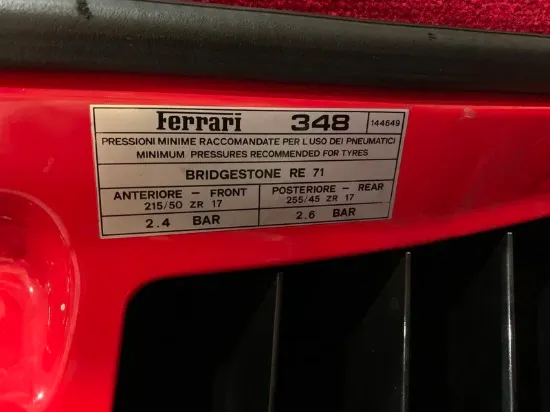 Ferrari 348 144649
PRESSIONI MINIME RACCOMANDATE PER L'USO DEI PNEUMATICI
MINIMUM PRESSURES RECOMMENDED FOR TYRES
BRIDGESTONE RE 71
ANTERIORE - FRONT POSTERIORE - REAR
215/50 ZR 17 255/45 ZR 17
2.4 BAR 2.6 BAR